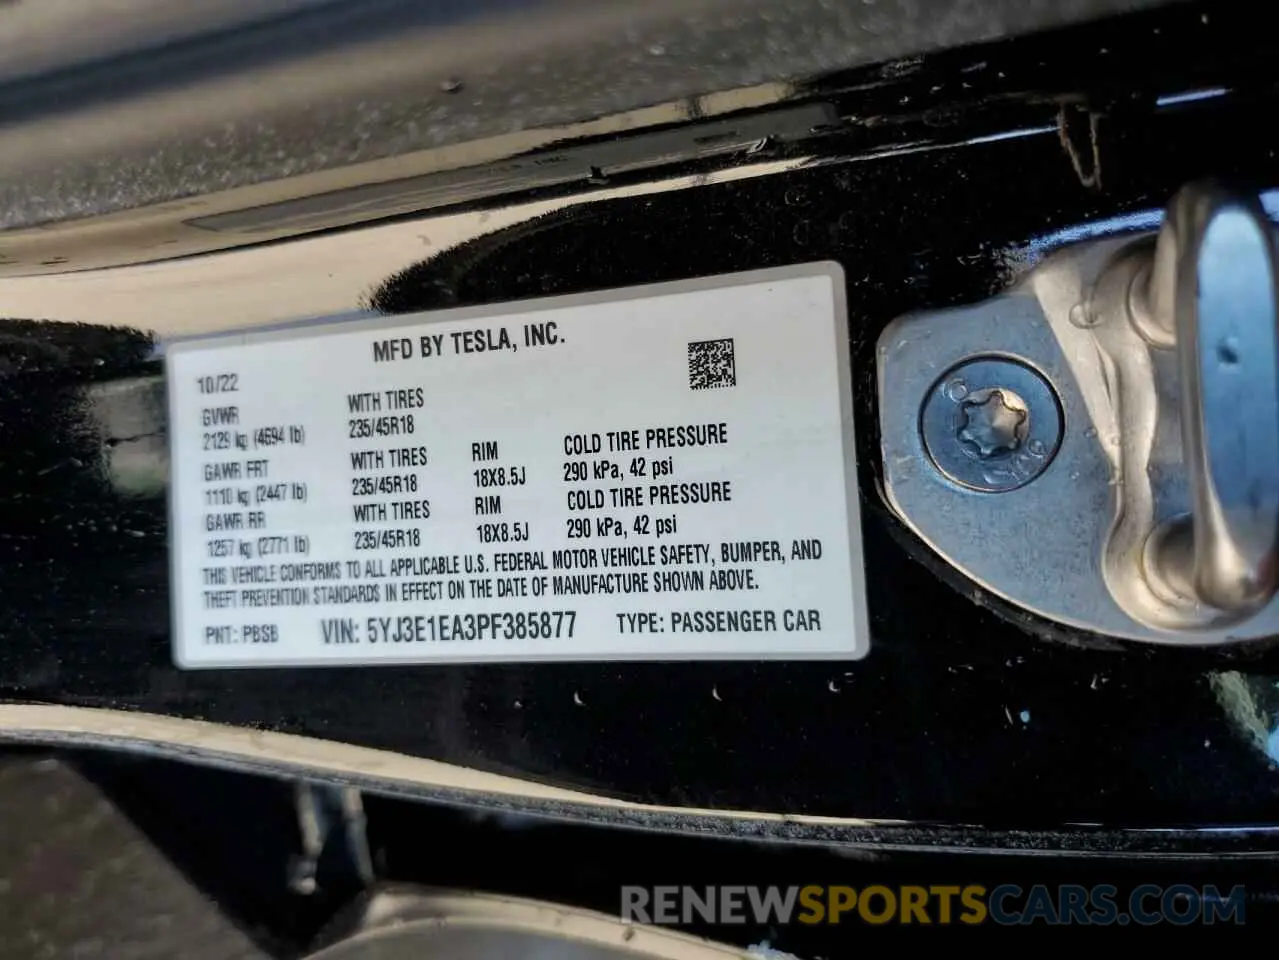 MFD BY TESLA, INC.
10/22
GVWR WITH TIRES
2129 kg (4694 lb) 235/45R18
GAWR FRT WITH TIRES RIM COLD TIRE PRESSURE
1110 kg (2447 lb) 235/45R18 18X8.5J 290 kPa, 42 psi
GAWR RR WITH TIRES RIM COLD TIRE PRESSURE
1257 kg (2771 lb) 235/45R18 18X8.5J 290 kPa, 42 psi
THIS VEHICLE CONFORMS TO ALL APPLICABLE U.S. FEDERAL MOTOR VEHICLE SAFETY, BUMPER, AND
THEFT PREVENTION STANDARDS IN EFFECT ON THE DATE OF MANUFACTURE SHOWN ABOVE.
PNT: PBSB VIN: 5YJ3E1EA3PF385877 TYPE: PASSENGER CAR
RENEWSPORTSCARS.COM